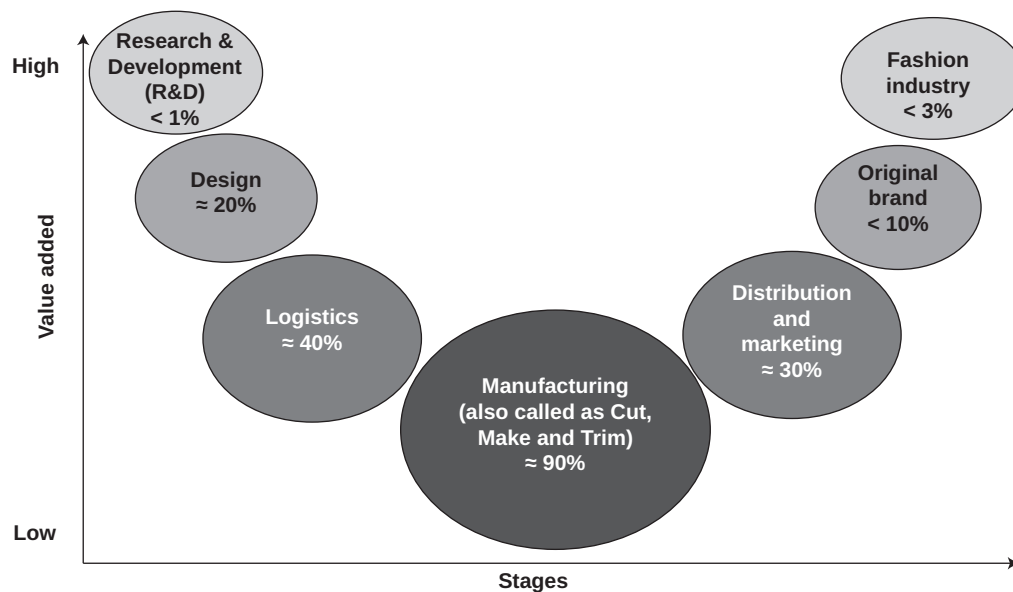 High
Value added
Low
Research &
Development
(R&D)
< 1%
Design
≈ 20%
Logistics
≈ 40%
Manufacturing
(also called as Cut,
Make and Trim)
≈ 90%
Distribution
and
marketing
≈ 30%
Original
brand
< 10%
Fashion
industry
< 3%
Stages